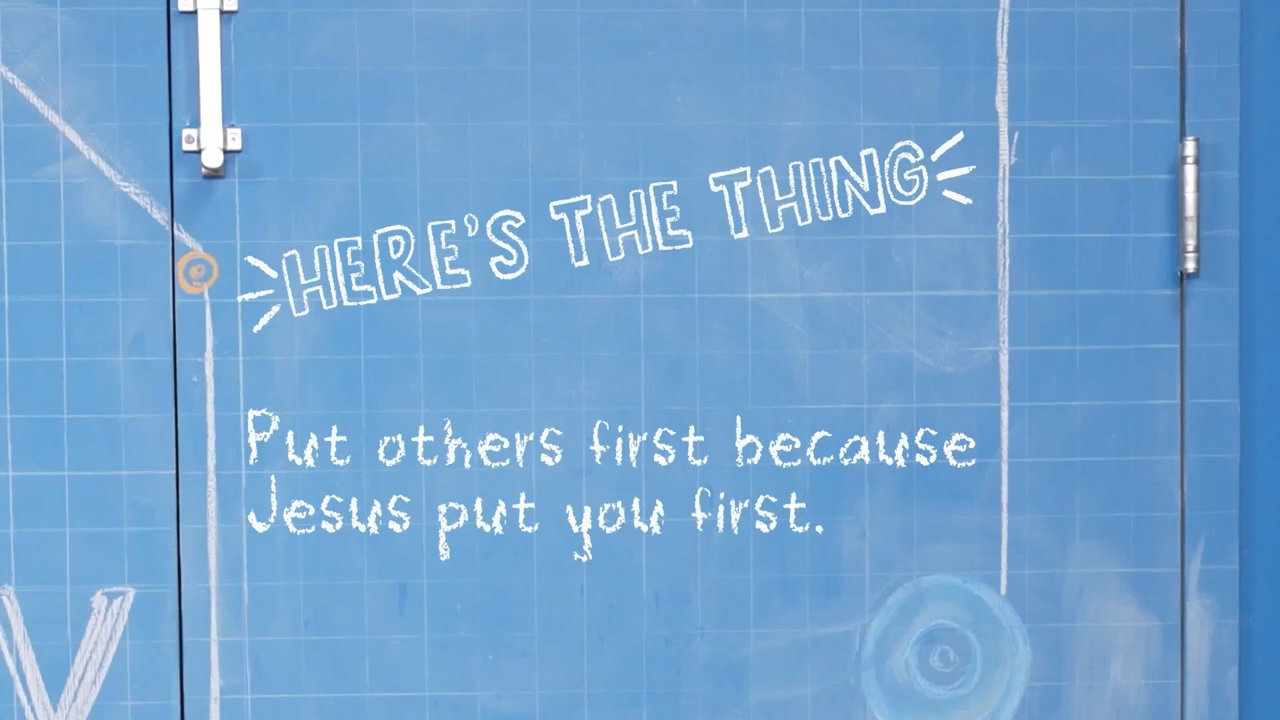 HERE'S THE THING
Put others first because
Jesus put you first.
V